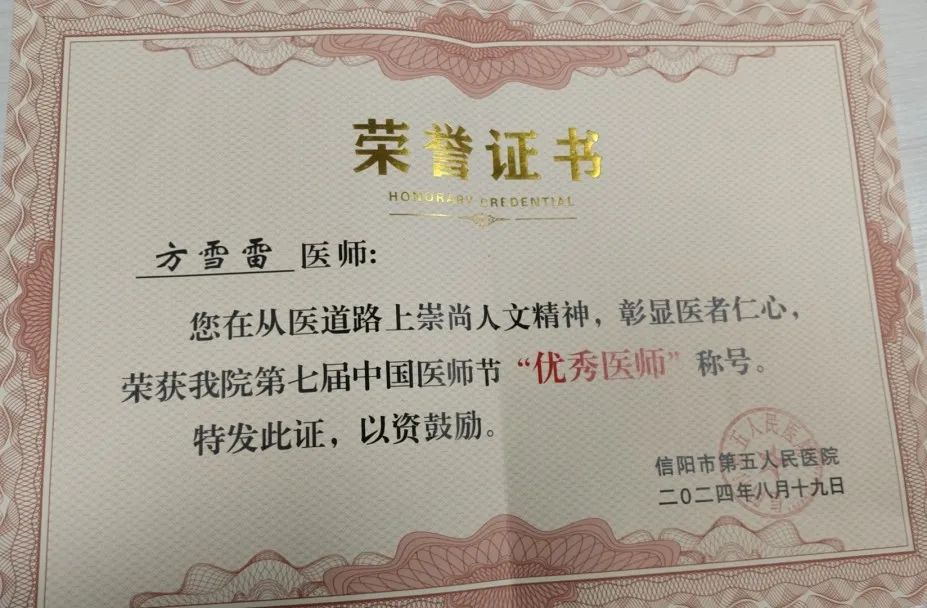 荣誉证书
HONORARY CREDENTIAL
方雪雷 医师:
您在从医道路上崇尚人文精神，彰显医者仁心，
荣获我院第七届中国医师节“优秀医师”称号。
特发此证，以资鼓励。
信阳市第五人民医院
二〇二四年八月十九日